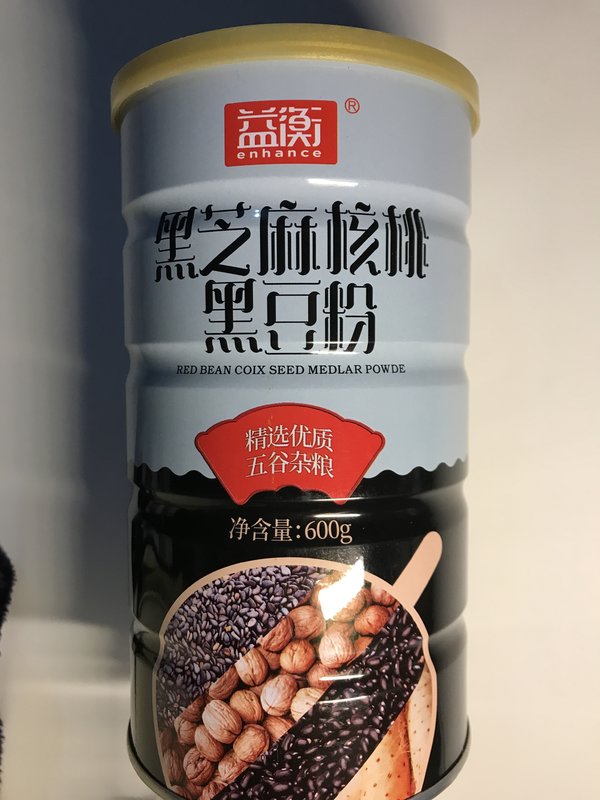 益衡®
enhance
黑芝麻核桃
黑豆粉
RED BEAN COIX SEED MEDLAR POWDE
精选优质
五谷杂粮
净含量:600g